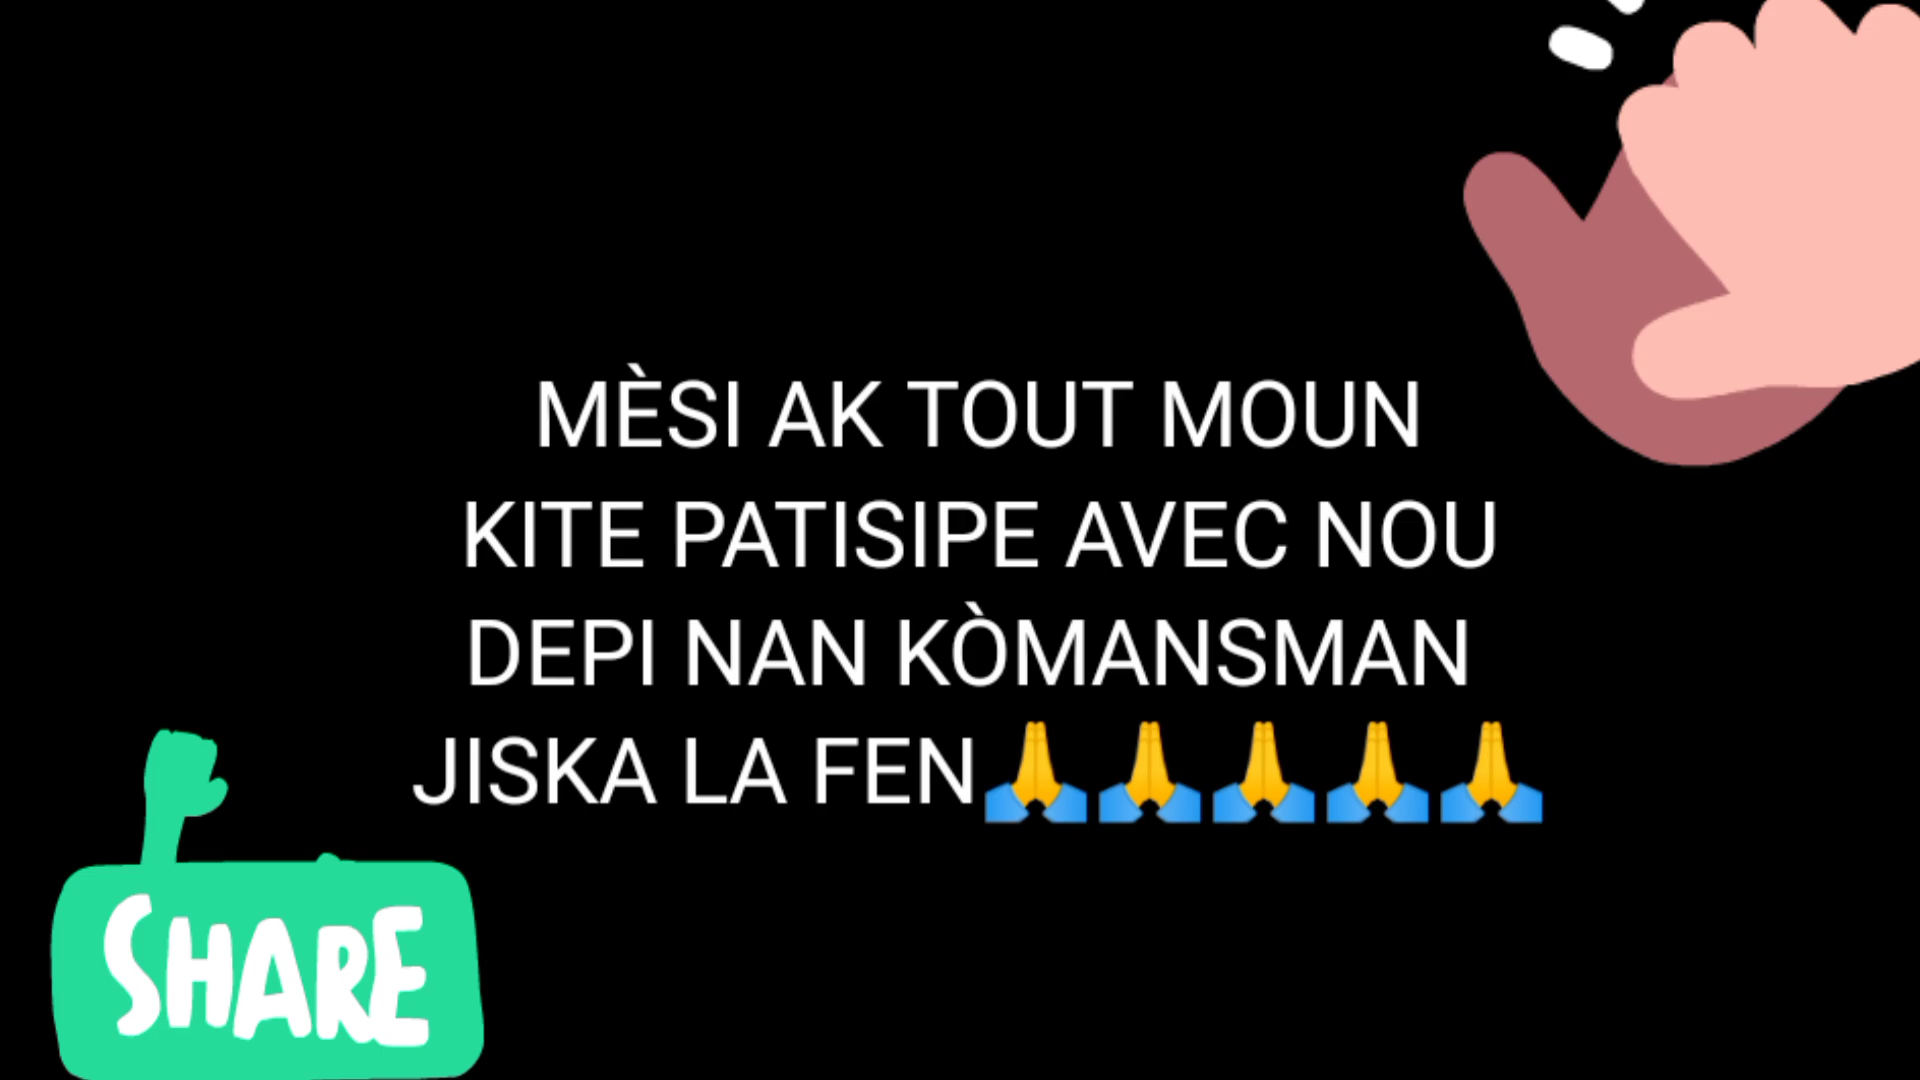 MÈSI AK TOUT MOUN
KITE PATISIPE AVEC NOU
DEPI NAN KÒMANSMAN
JISKA LA FEN🙏🙏🙏🙏🙏
SHARE